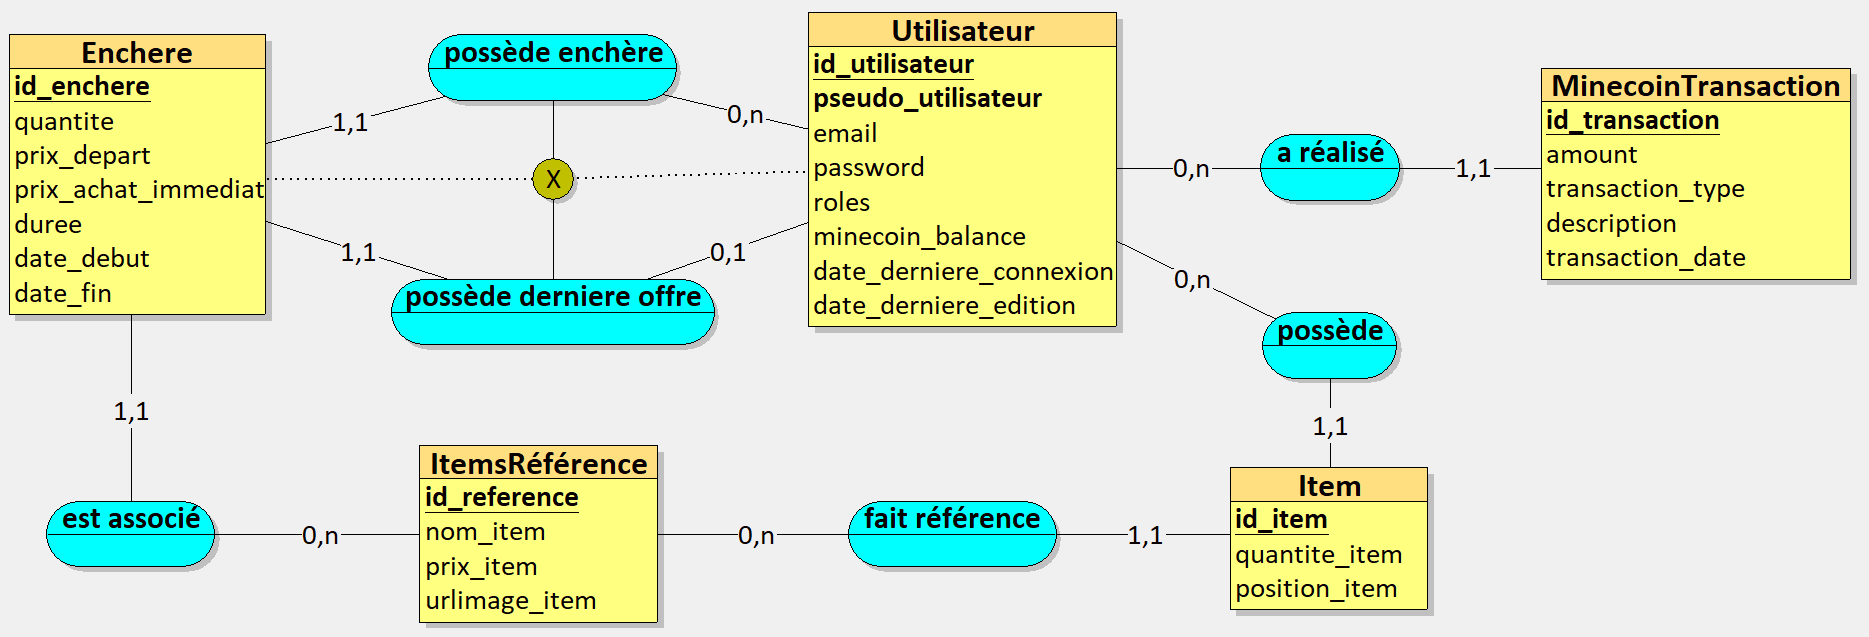 Enchere
id_enchere
quantite
prix_depart
prix_achat_immediat
duree
date_debut
date_fin
possède enchère
1,1
0,n
X
1,1
0,1
possède derniere offre
Utilisateur
id_utilisateur
pseudo_utilisateur
email
password
roles
minecoin_balance
date_derniere_connexion
date_derniere_edition
0,n
a réalisé
1,1
MinecoinTransaction
id_transaction
amount
transaction_type
description
transaction_date
0,n
possède
1,1
1,1
est associé
0,n
ItemsRéférence
id_reference
nom_item
prix_item
urlimage_item
0,n
fait référence
1,1
Item
id_item
quantite_item
position_item